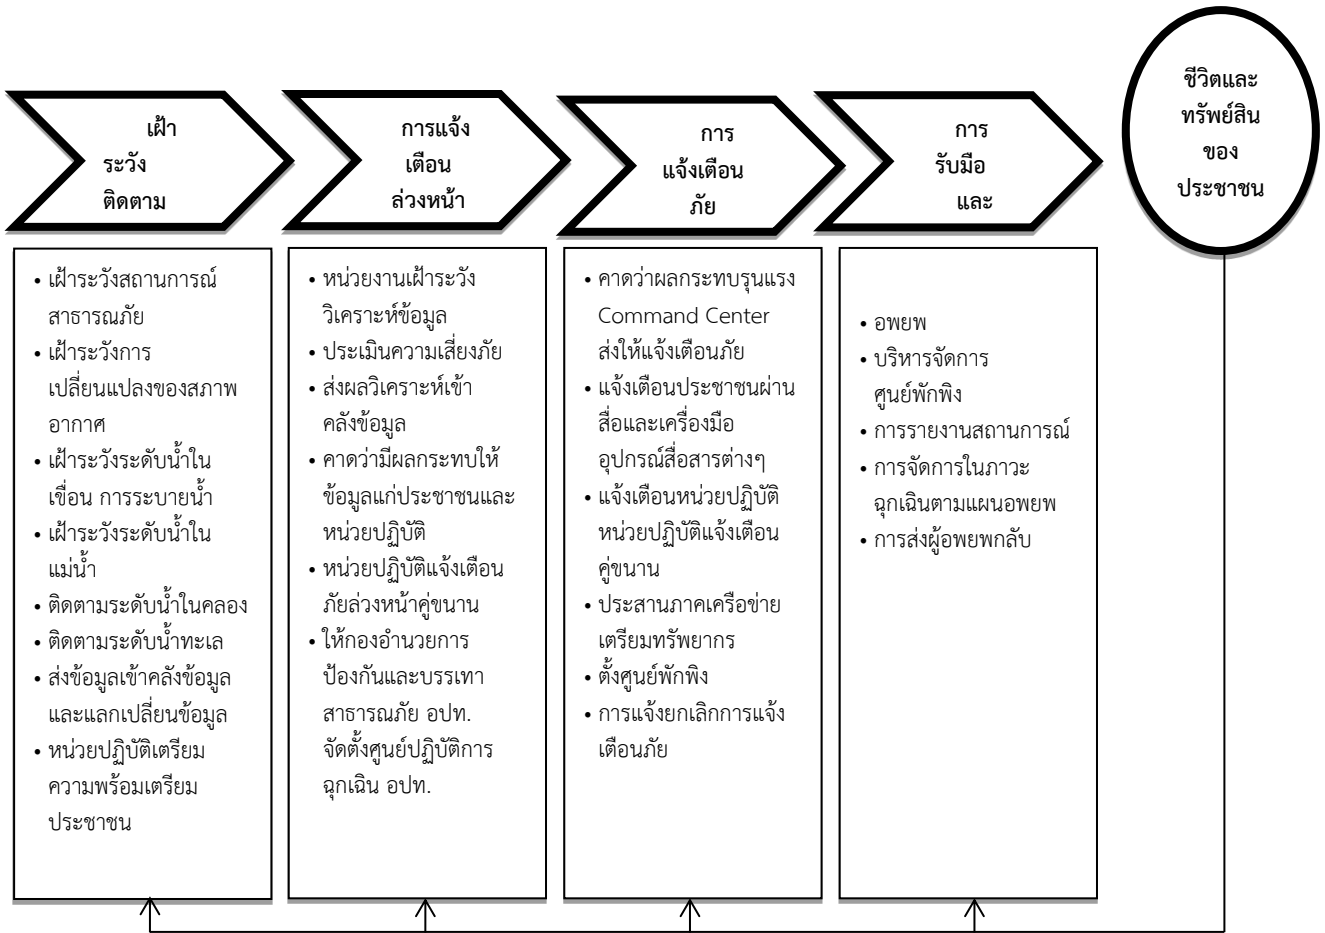 เฝ้า
ระวัง
ติดตาม
การแจ้ง
เตือน
ล่วงหน้า
การ
แจ้งเตือน
ภัย
การ
รับมือ
และ
ชีวิตและ
ทรัพย์สิน
ของ
ประชาชน
• เฝ้าระวังสถานการณ์
สาธารณภัย
• เฝ้าระวังการ
เปลี่ยนแปลงของสภาพ
อากาศ
• เฝ้าระวังระดับน้ำใน
เขื่อน การระบายน้ำ
• เฝ้าระวังระดับน้ำใน
แม่น้ำ
• ติดตามระดับน้ำในคลอง
• ติดตามระดับน้ำทะเล
• ส่งข้อมูลเข้าคลังข้อมูล
และแลกเปลี่ยนข้อมูล
• หน่วยปฏิบัติเตรียม
ความพร้อมเตรียม
ประชาชน
• หน่วยงานเฝ้าระวัง
วิเคราะห์ข้อมูล
• ประเมินความเสี่ยงภัย
• ส่งผลวิเคราะห์เข้า
คลังข้อมูล
• คาดว่ามีผลกระทบให้
ข้อมูลแก่ประชาชนและ
หน่วยปฏิบัติ
• หน่วยปฏิบัติแจ้งเตือน
ภัยล่วงหน้าคู่ขนาน
• ให้กองอำนวยการ
ป้องกันและบรรเทา
สาธารณภัย อปท.
จัดตั้งศูนย์ปฏิบัติการ
ฉุกเฉิน อปท.
• คาดว่าผลกระทบรุนแรง
Command Center
ส่งให้แจ้งเตือนภัย
• แจ้งเตือนประชาชนผ่าน
สื่อและเครื่องมือ
อุปกรณ์สื่อสารต่างๆ
• แจ้งเตือนหน่วยปฏิบัติ
หน่วยปฏิบัติแจ้งเตือน
คู่ขนาน
• ประสานภาคเครือข่าย
เตรียมทรัพยากร
• ตั้งศูนย์พักพิง
• การแจ้งยกเลิกการแจ้ง
เตือนภัย
• อพยพ
• บริหารจัดการ
ศูนย์พักพิง
• การรายงานสถานการณ์
• การจัดการในภาวะ
ฉุกเฉินตามแผนอพยพ
• การส่งผู้อพยพกลับ